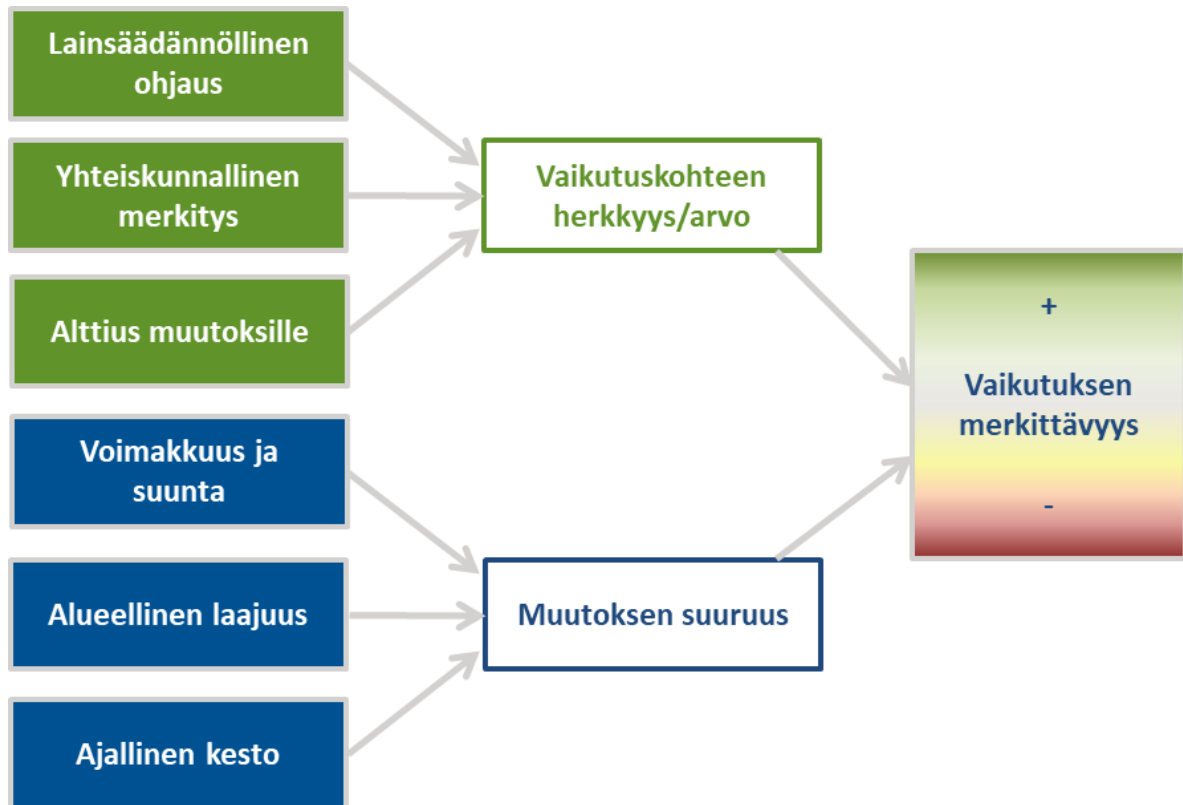 Lainsäädännöllinen
ohjaus
Yhteiskunnallinen
merkitys
Alttius muutoksille
Voimakkuus ja
suunta
Alueellinen laajuus
Ajallinen kesto
Vaikutuskohteen
herkkyys/arvo
Muutoksen suuruus
+
Vaikutuksen
merkittävyys
-